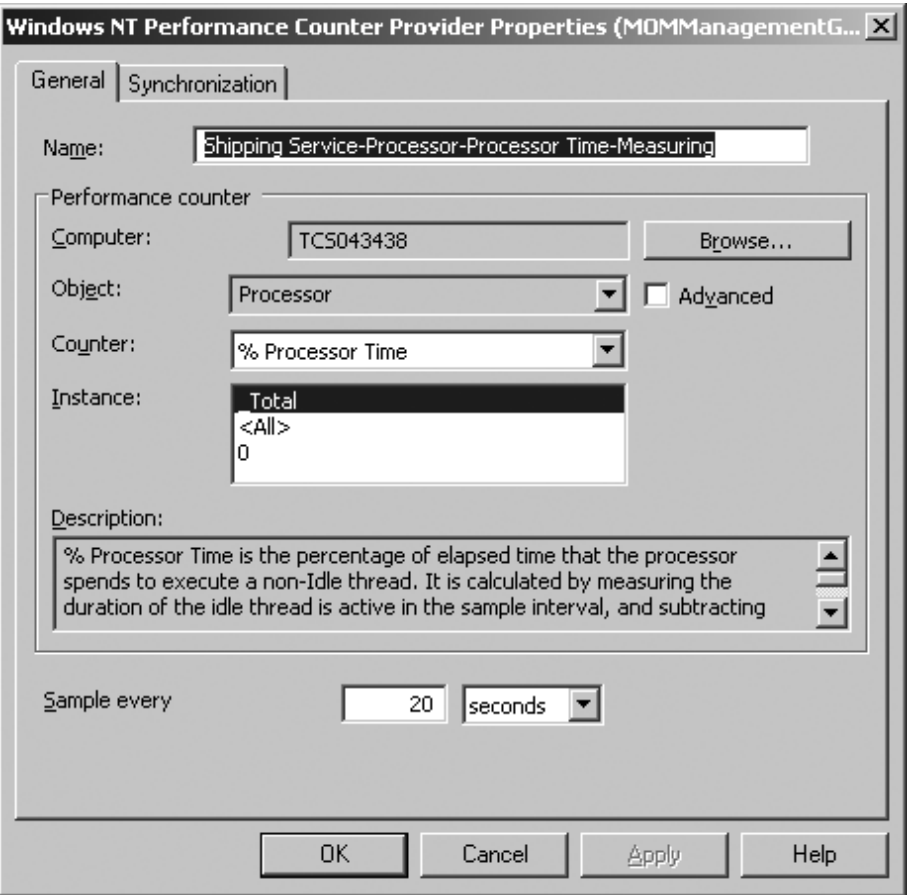 Windows NT Performance Counter Provider Properties (MOMManagementG...
General
Synchronization
Name:
Shipping Service-Processor-Processor Time-Measuring
Performance counter
Computer:
TCS043438
Browse...
Object:
Processor
Advanced
Counter:
% Processor Time
Instance:
_Total
<All>
0
Description:
% Processor Time is the percentage of elapsed time that the processor
spends to execute a non-Idle thread. It is calculated by measuring the
duration of the idle thread is active in the sample interval, and subtracting
Sample every
20
seconds
OK
Cancel
Apply
Help